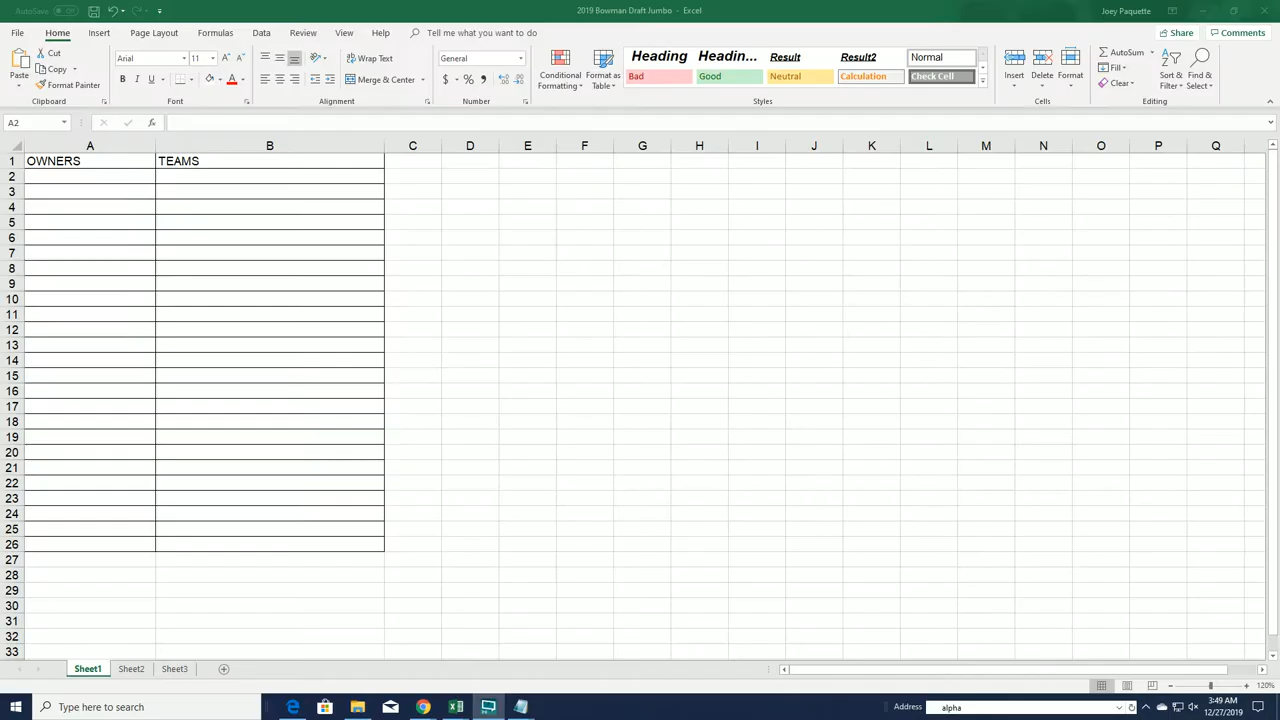 AutoSave Off
2019 Bowman Draft Jumbo - Excel
Joey Paquette
File Home Insert Page Layout Formulas Data Review View Help Tell me what you want to do
Share Comments
Paste
Cut
Copy
Format Painter
Clipboard
Arial 11
B I U
Font
Wrap Text
Merge & Center
Alignment
General
$ % ,
Number
Conditional Formatting
Format as Table
Heading Headin... Result Result2 Normal
Bad Good Neutral Calculation Check Cell
Styles
Insert Delete Format
Cells
AutoSum
Fill
Clear
Sort & Filter
Find & Select
Editing
A2
fx
A B C D E F G H I J K L M N O P Q
1 OWNERS TEAMS
2
3
4
5
6
7
8
9
10
11
12
13
14
15
16
17
18
19
20
21
22
23
24
25
26
27
28
29
30
31
32
33
Sheet1 Sheet2 Sheet3
120%
Type here to search
Address alpha
3:49 AM
12/27/2019